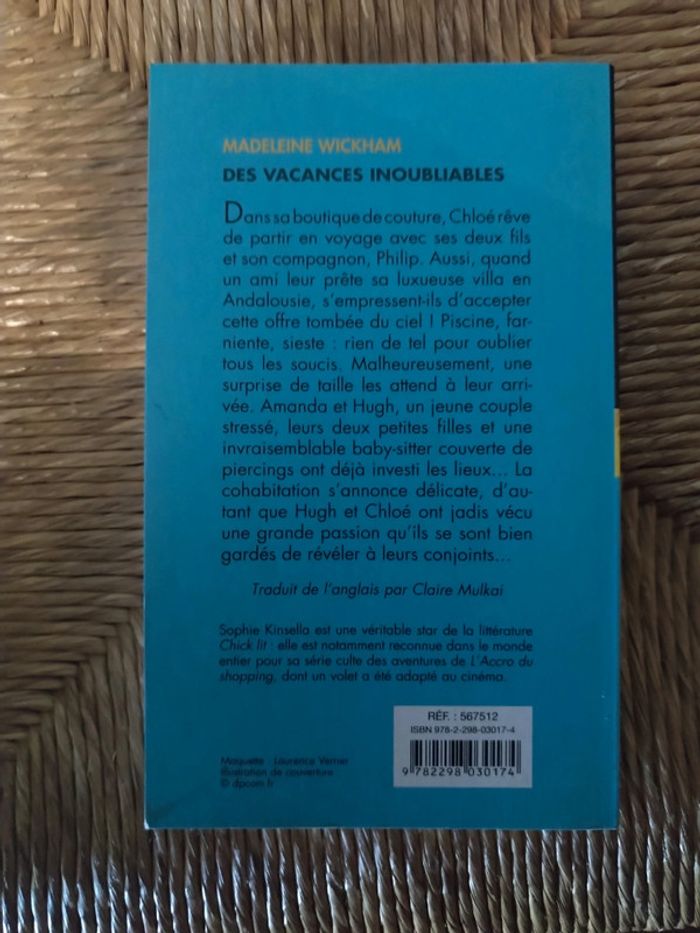 MADELEINE WICKHAM
DES VACANCES INOUBLIABLES
Dans sa boutique de couture, Chloé rêve
de partir en voyage avec ses deux fils
et son compagnon, Philip. Aussi, quand
un ami leur prête sa luxueuse villa en
Andalousie, s'empressent-ils d'accepter
cette offre tombée du ciel ! Piscine, far-
niente, sieste : rien de tel pour oublier
tous les soucis. Malheureusement, une
surprise de taille les attend à leur arri-
vée. Amanda et Hugh, un jeune couple
stressé, leurs deux petites filles et une
invraisemblable baby-sitter couverte de
piercings ont déjà investi les lieux... La
cohabitation s'annonce délicate, d'au-
tant que Hugh et Chloé ont jadis vécu
une grande passion qu'ils se sont bien
gardés de révéler à leurs conjoints...
Traduit de l'anglais par Claire Mulkai
Sophie Kinsella est une véritable star de la littérature
Chick lit : elle est notamment reconnue dans le monde
entier pour sa série culte des aventures de L'Accro du
shopping, dont un volet a été adapté au cinéma.
RÉF. : 567512
ISBN 978-2-298-03017-4
9 782298 030174
Maquette : Laurence Verrier
Illustration de couverture
© dpcom.fr